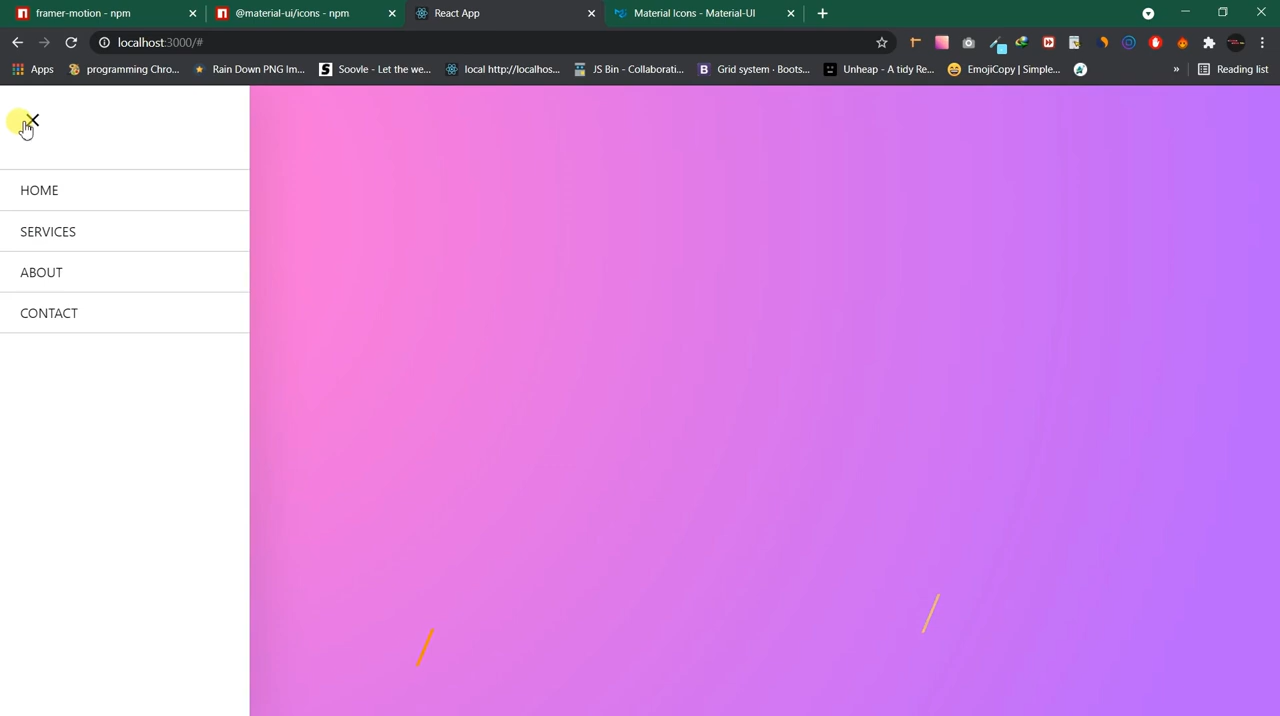 framer-motion - npm
@material-ui/icons - npm
React App
Material Icons - Material-UI
localhost:3000/#
Apps
programming Chro...
Rain Down PNG Im...
Soovle - Let the we...
local http://localhos...
JS Bin - Collaborati...
Grid system · Boots...
Unheap - A tidy Re...
EmojiCopy | Simple...
»
Reading list
HOME
SERVICES
ABOUT
CONTACT